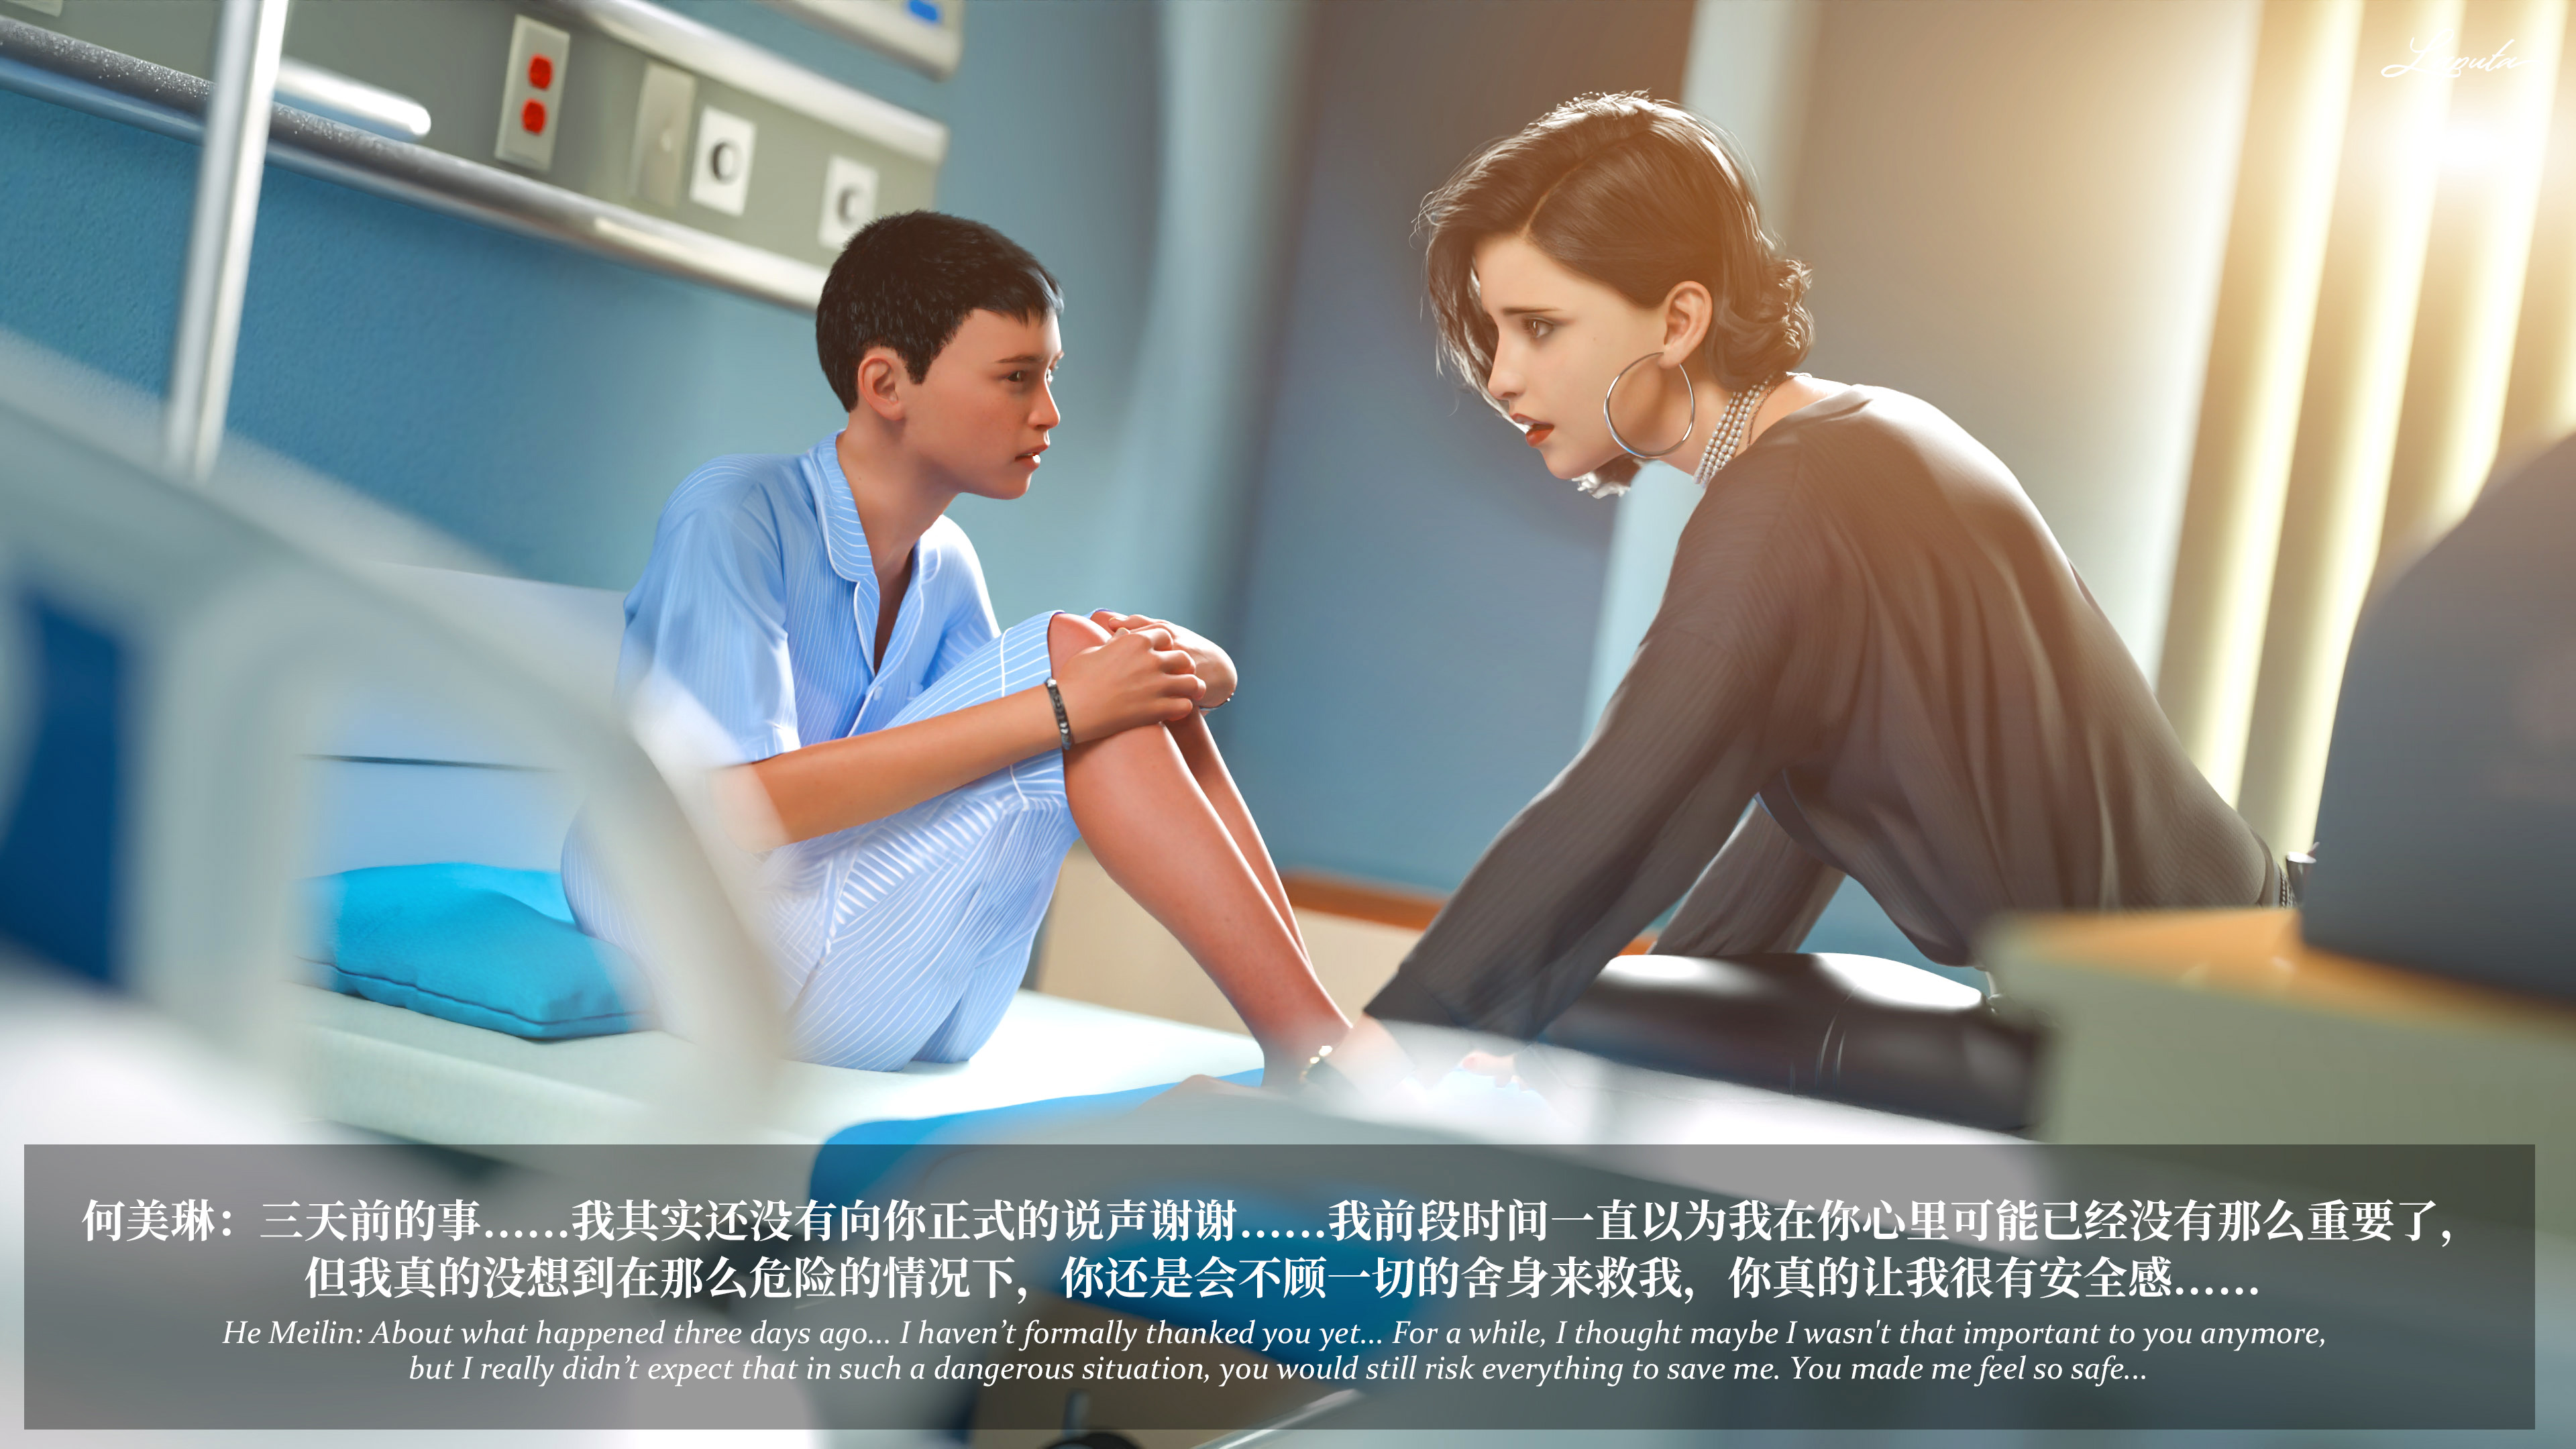 Laputa
何美琳：三天前的事……我其实还没有向你正式的说声谢谢……我前段时间一直以为我在你心里可能已经没有那么重要了，
但我真的没想到在那么危险的情况下，你还是会不顾一切的舍身来救我，你真的让我很有安全感……
He Meilin: About what happened three days ago... I haven’t formally thanked you yet... For a while, I thought maybe I wasn't that important to you anymore,
but I really didn’t expect that in such a dangerous situation, you would still risk everything to save me. You made me feel so safe...